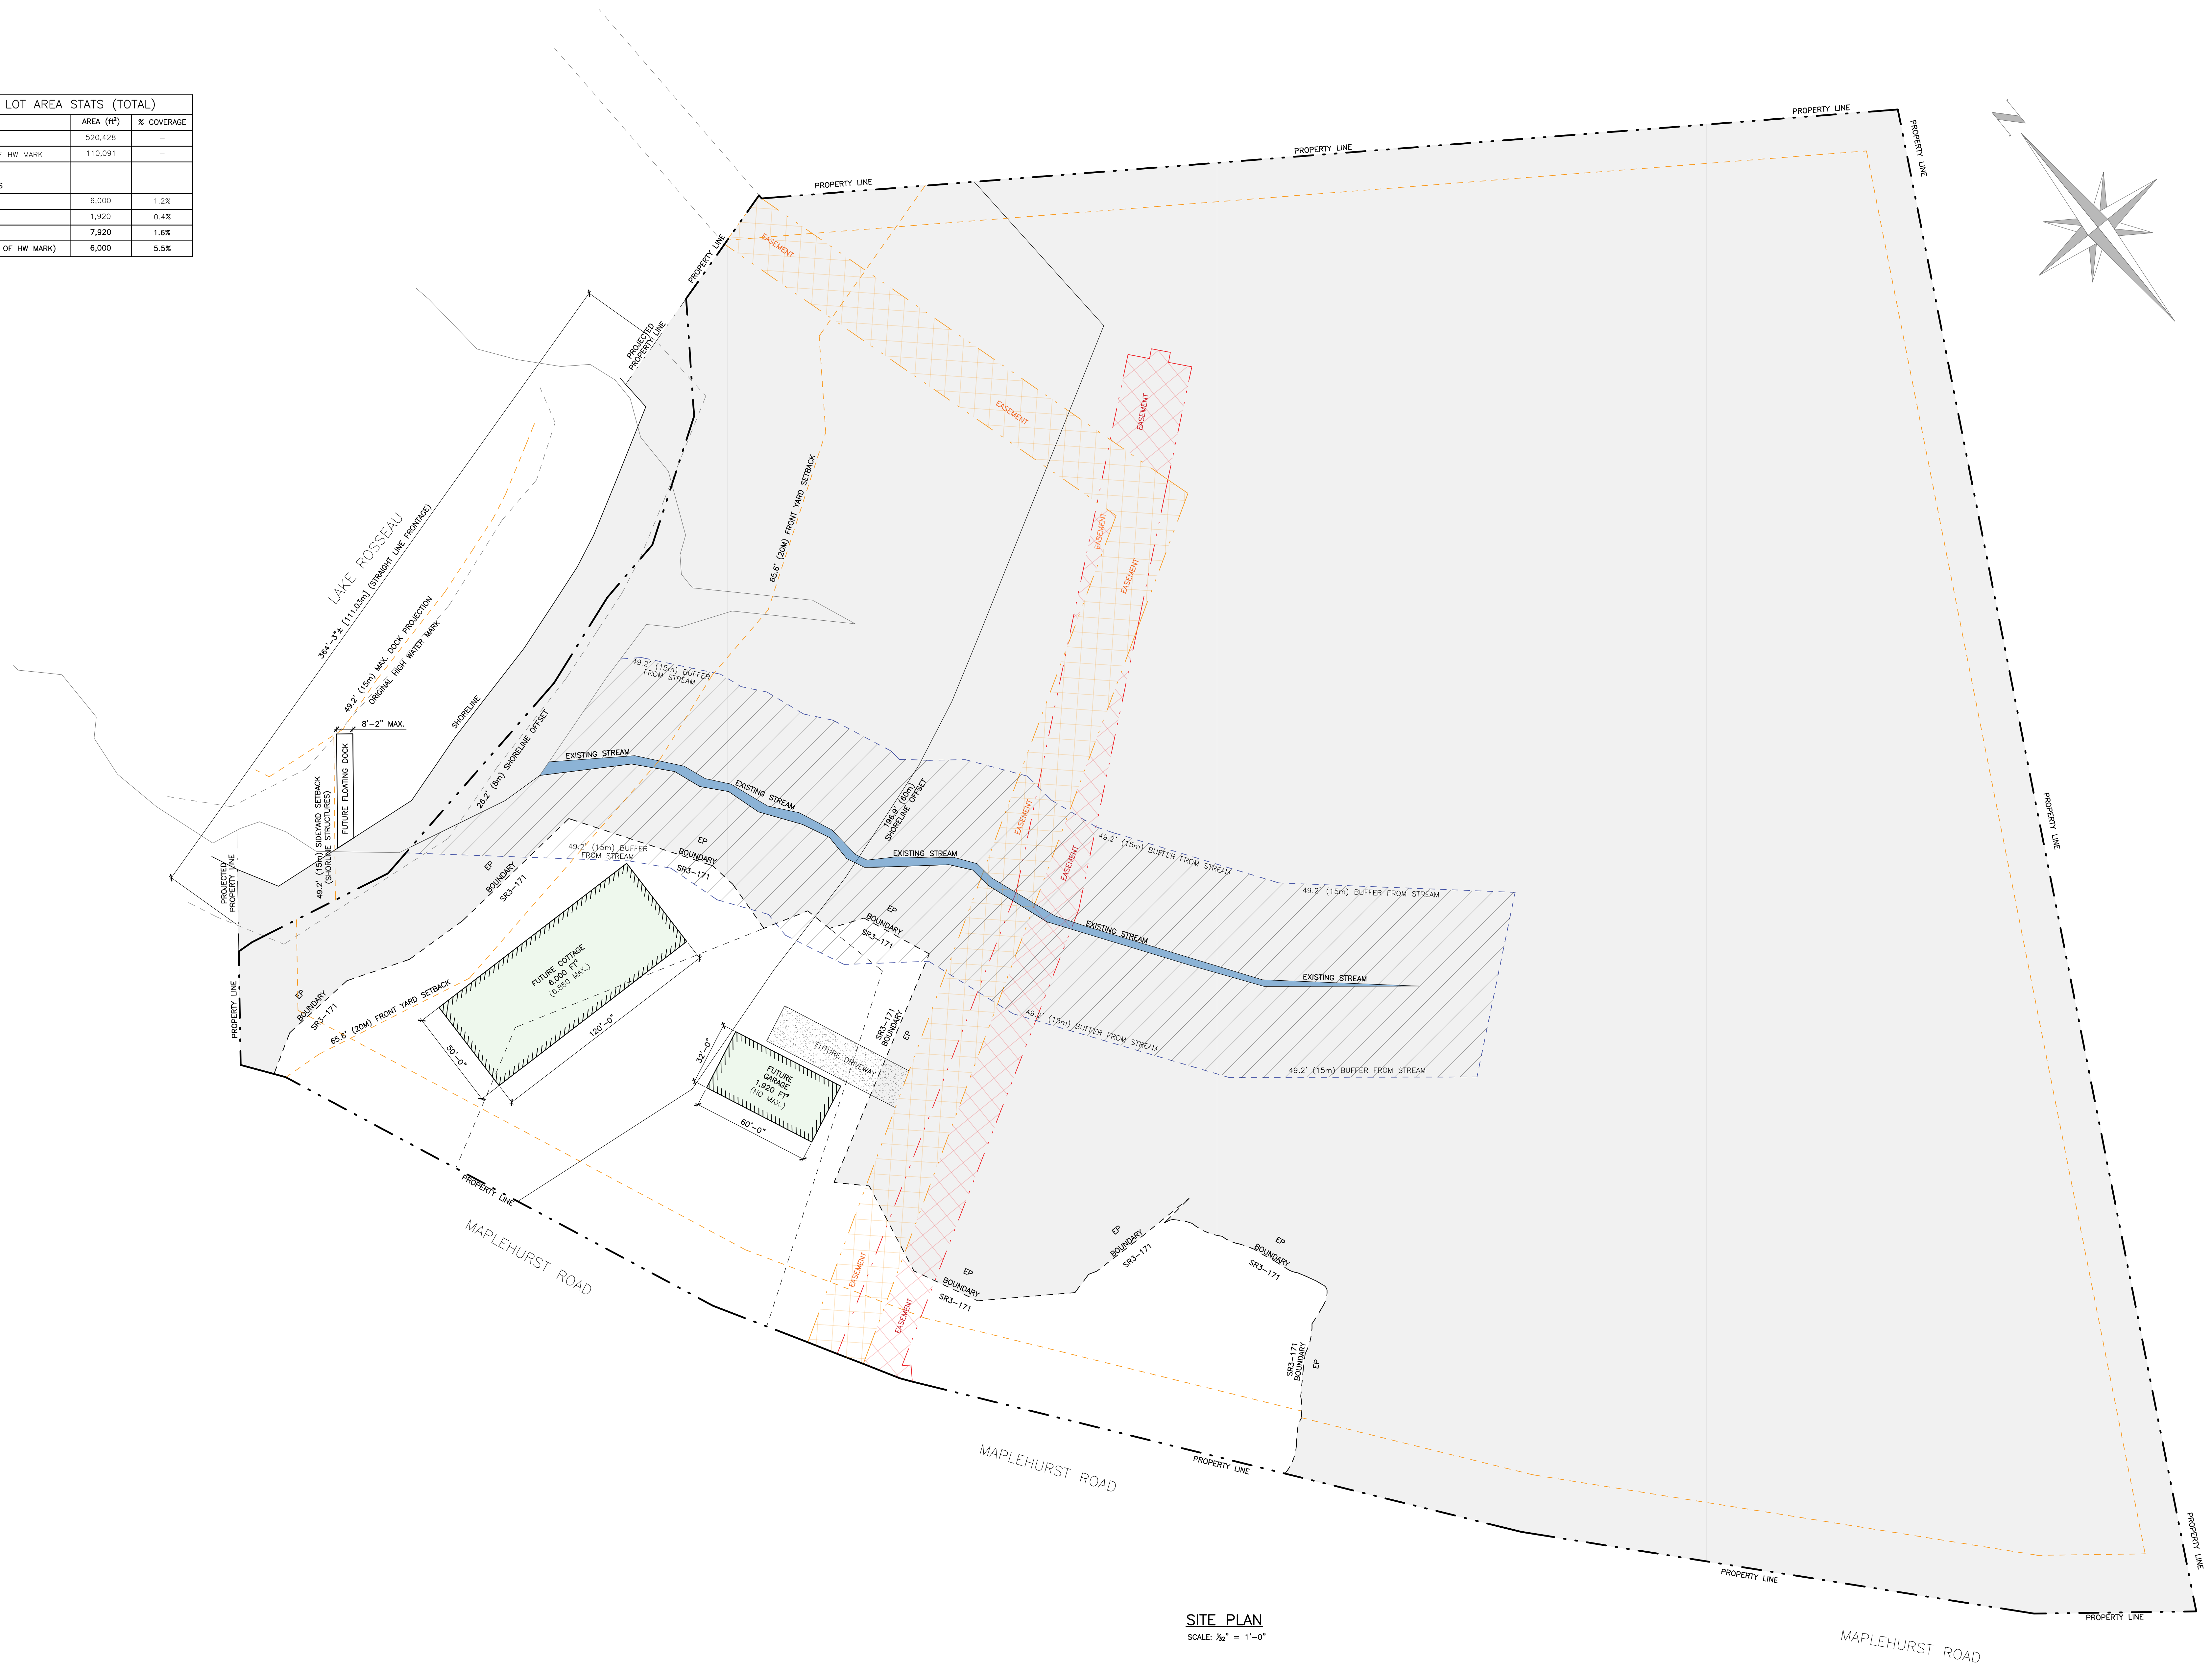 LOT AREA STATS (TOTAL)
AREA (ft²) % COVERAGE
520,428 –
HW MARK 110,091 –
6,000 1.2%
1,920 0.4%
7,920 1.6%
OF HW MARK) 6,000 5.5%
PROPERTY LINE
PROPERTY LINE
PROPERTY LINE
PROPERTY LINE
PROPERTY LINE
EASEMENT
PROJECTED
PROPERTY LINE
EASEMENT
EASEMENT
EASEMENT
EASEMENT
65.6' (20M) FRONT YARD SETBACK
LAKE ROSSEAU
364'-3"± [111.03m] (STRAIGHT LINE FRONTAGE)
49.2' (15m) MAX. DOCK PROJECTION
ORIGINAL HIGH WATER MARK
8'-2" MAX.
SHORELINE
26.2' (8m) SHORELINE OFFSET
FUTURE FLOATING DOCK
49.2' (15m) SIDEYARD SETBACK
(SHORLINE STRUCTURES)
PROJECTED
PROPERTY LINE
49.2' (15m) BUFFER
FROM STREAM
EXISTING STREAM
EXISTING STREAM
EXISTING STREAM
EXISTING STREAM
EXISTING STREAM
196.9' (60m)
SHORELINE OFFSET
EASEMENT
EASEMENT
49.2' (15m) BUFFER FROM STREAM
49.2' (15m) BUFFER FROM STREAM
49.2' (15m) BUFFER FROM STREAM
49.2' (15m) BUFFER FROM STREAM
49.2' (15m) BUFFER
FROM STREAM
EP
BOUNDARY
SR3-171
EP
BOUNDARY
SR3-171
EP
BOUNDARY
SR3-171
EP
BOUNDARY
SR3-171
SR3-171
BOUNDARY
EP
PROPERTY LINE
65.6' (20M) FRONT YARD SETBACK
FUTURE COTTAGE
6,000 FT²
(6,880 MAX.)
50'-0"
120'-0"
32'-0"
FUTURE
GARAGE
1,920 FT²
(NO MAX.)
60'-0"
FUTURE DRIVEWAY
PROPERTY LINE
MAPLEHURST ROAD
EASEMENT
EASEMENT
EP
BOUNDARY
SR3-171
EP
BOUNDARY
SR3-171
EP
BOUNDARY
SR3-171
SR3-171
BOUNDARY
EP
PROPERTY LINE
MAPLEHURST ROAD
PROPERTY LINE
PROPERTY LINE
PROPERTY LINE
PROPERTY LINE
PROPERTY LINE
MAPLEHURST ROAD
SITE PLAN
SCALE: 1/32" = 1'-0"